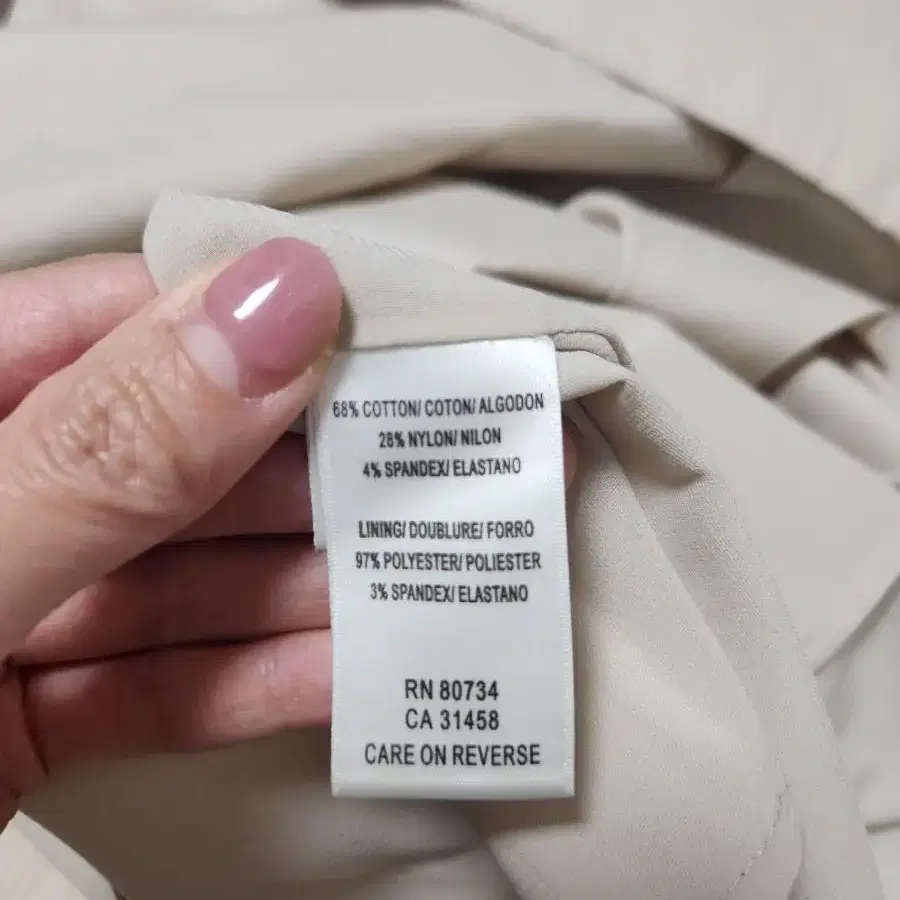 68% COTTON/ COTON/ ALGODON
28% NYLON/ NILON
4% SPANDEX/ ELASTANO
LINING/ DOUBLURE/ FORRO
97% POLYESTER/ POLIESTER
3% SPANDEX/ ELASTANO
RN 80734
CA 31458
CARE ON REVERSE